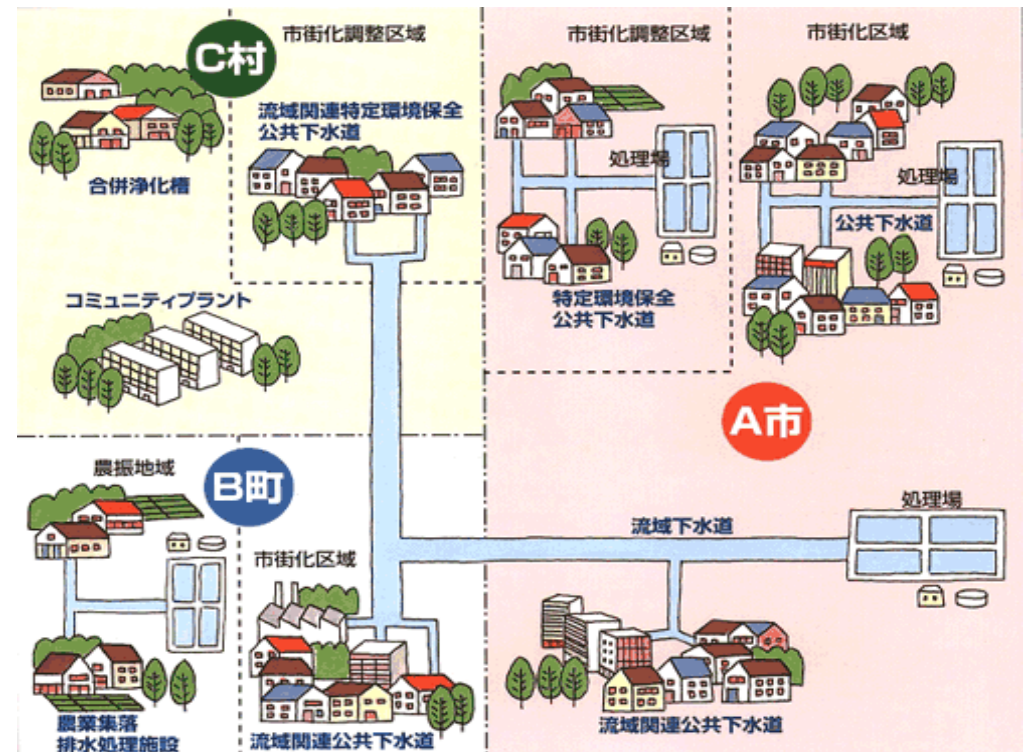 C村
市街化調整区域
流域関連特定環境保全
公共下水道
合併浄化槽
コミュニティプラント
市街化調整区域
処理場
特定環境保全
公共下水道
市街化区域
処理場
公共下水道
A市
B町
農振地域
農業集落
排水処理施設
市街化区域
流域関連公共下水道
流域下水道
処理場
流域関連公共下水道